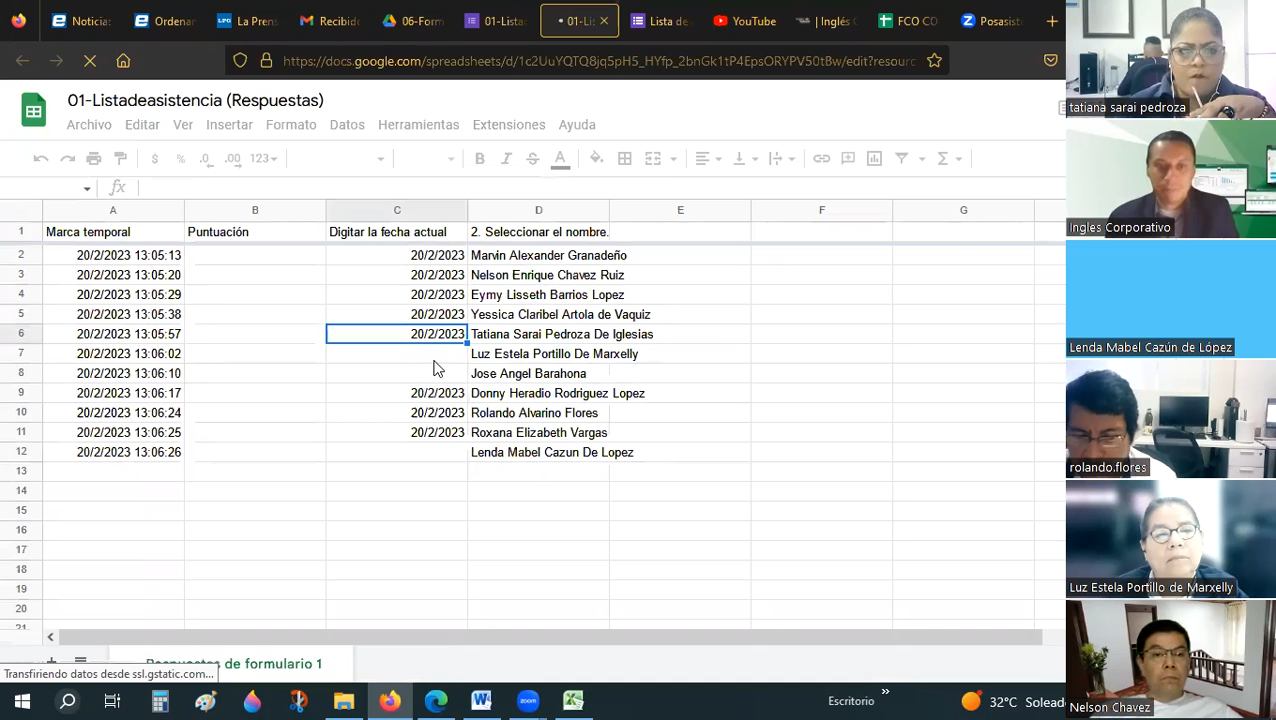 Noticias
Ordenar
LPG La Prens
Recibid
06-Form
01-Lista
01-Lis
Lista de
YouTube
Inglés C
FCO CO
Posasist
https://docs.google.com/spreadsheets/d/1c2UuYQTQ8jq5pH5_HYfp_2bnGk1tP4EpsORYPV50tBw/edit?resour
01-Listadeasistencia (Respuestas)
Archivo Editar Ver Insertar Formato Datos Herramientas Extensiones Ayuda
$ % .0 .00 123
fx
A B C D E F G
1 Marca temporal Puntuación Digitar la fecha actual 2. Seleccionar el nombre.
2 20/2/2023 13:05:13 20/2/2023 Marvin Alexander Granadeño
3 20/2/2023 13:05:20 20/2/2023 Nelson Enrique Chavez Ruiz
4 20/2/2023 13:05:29 20/2/2023 Eymy Lisseth Barrios Lopez
5 20/2/2023 13:05:38 20/2/2023 Yessica Claribel Artola de Vaquiz
6 20/2/2023 13:05:57 20/2/2023 Tatiana Sarai Pedroza De Iglesias
7 20/2/2023 13:06:02 Luz Estela Portillo De Marxelly
8 20/2/2023 13:06:10 Jose Angel Barahona
9 20/2/2023 13:06:17 20/2/2023 Donny Heradio Rodriguez Lopez
10 20/2/2023 13:06:24 20/2/2023 Rolando Alvarino Flores
11 20/2/2023 13:06:25 20/2/2023 Roxana Elizabeth Vargas
12 20/2/2023 13:06:26 Lenda Mabel Cazun De Lopez
13
14
15
16
17
18
19
20
21
Respuestas de formulario 1
Transfiriendo datos desde ssl.gstatic.com...
Escritorio
32°C Solead
tatiana sarai pedroza
Ingles Corporativo
Lenda Mabel Cazún de López
rolando.flores
Luz Estela Portillo de Marxelly
Nelson Chavez